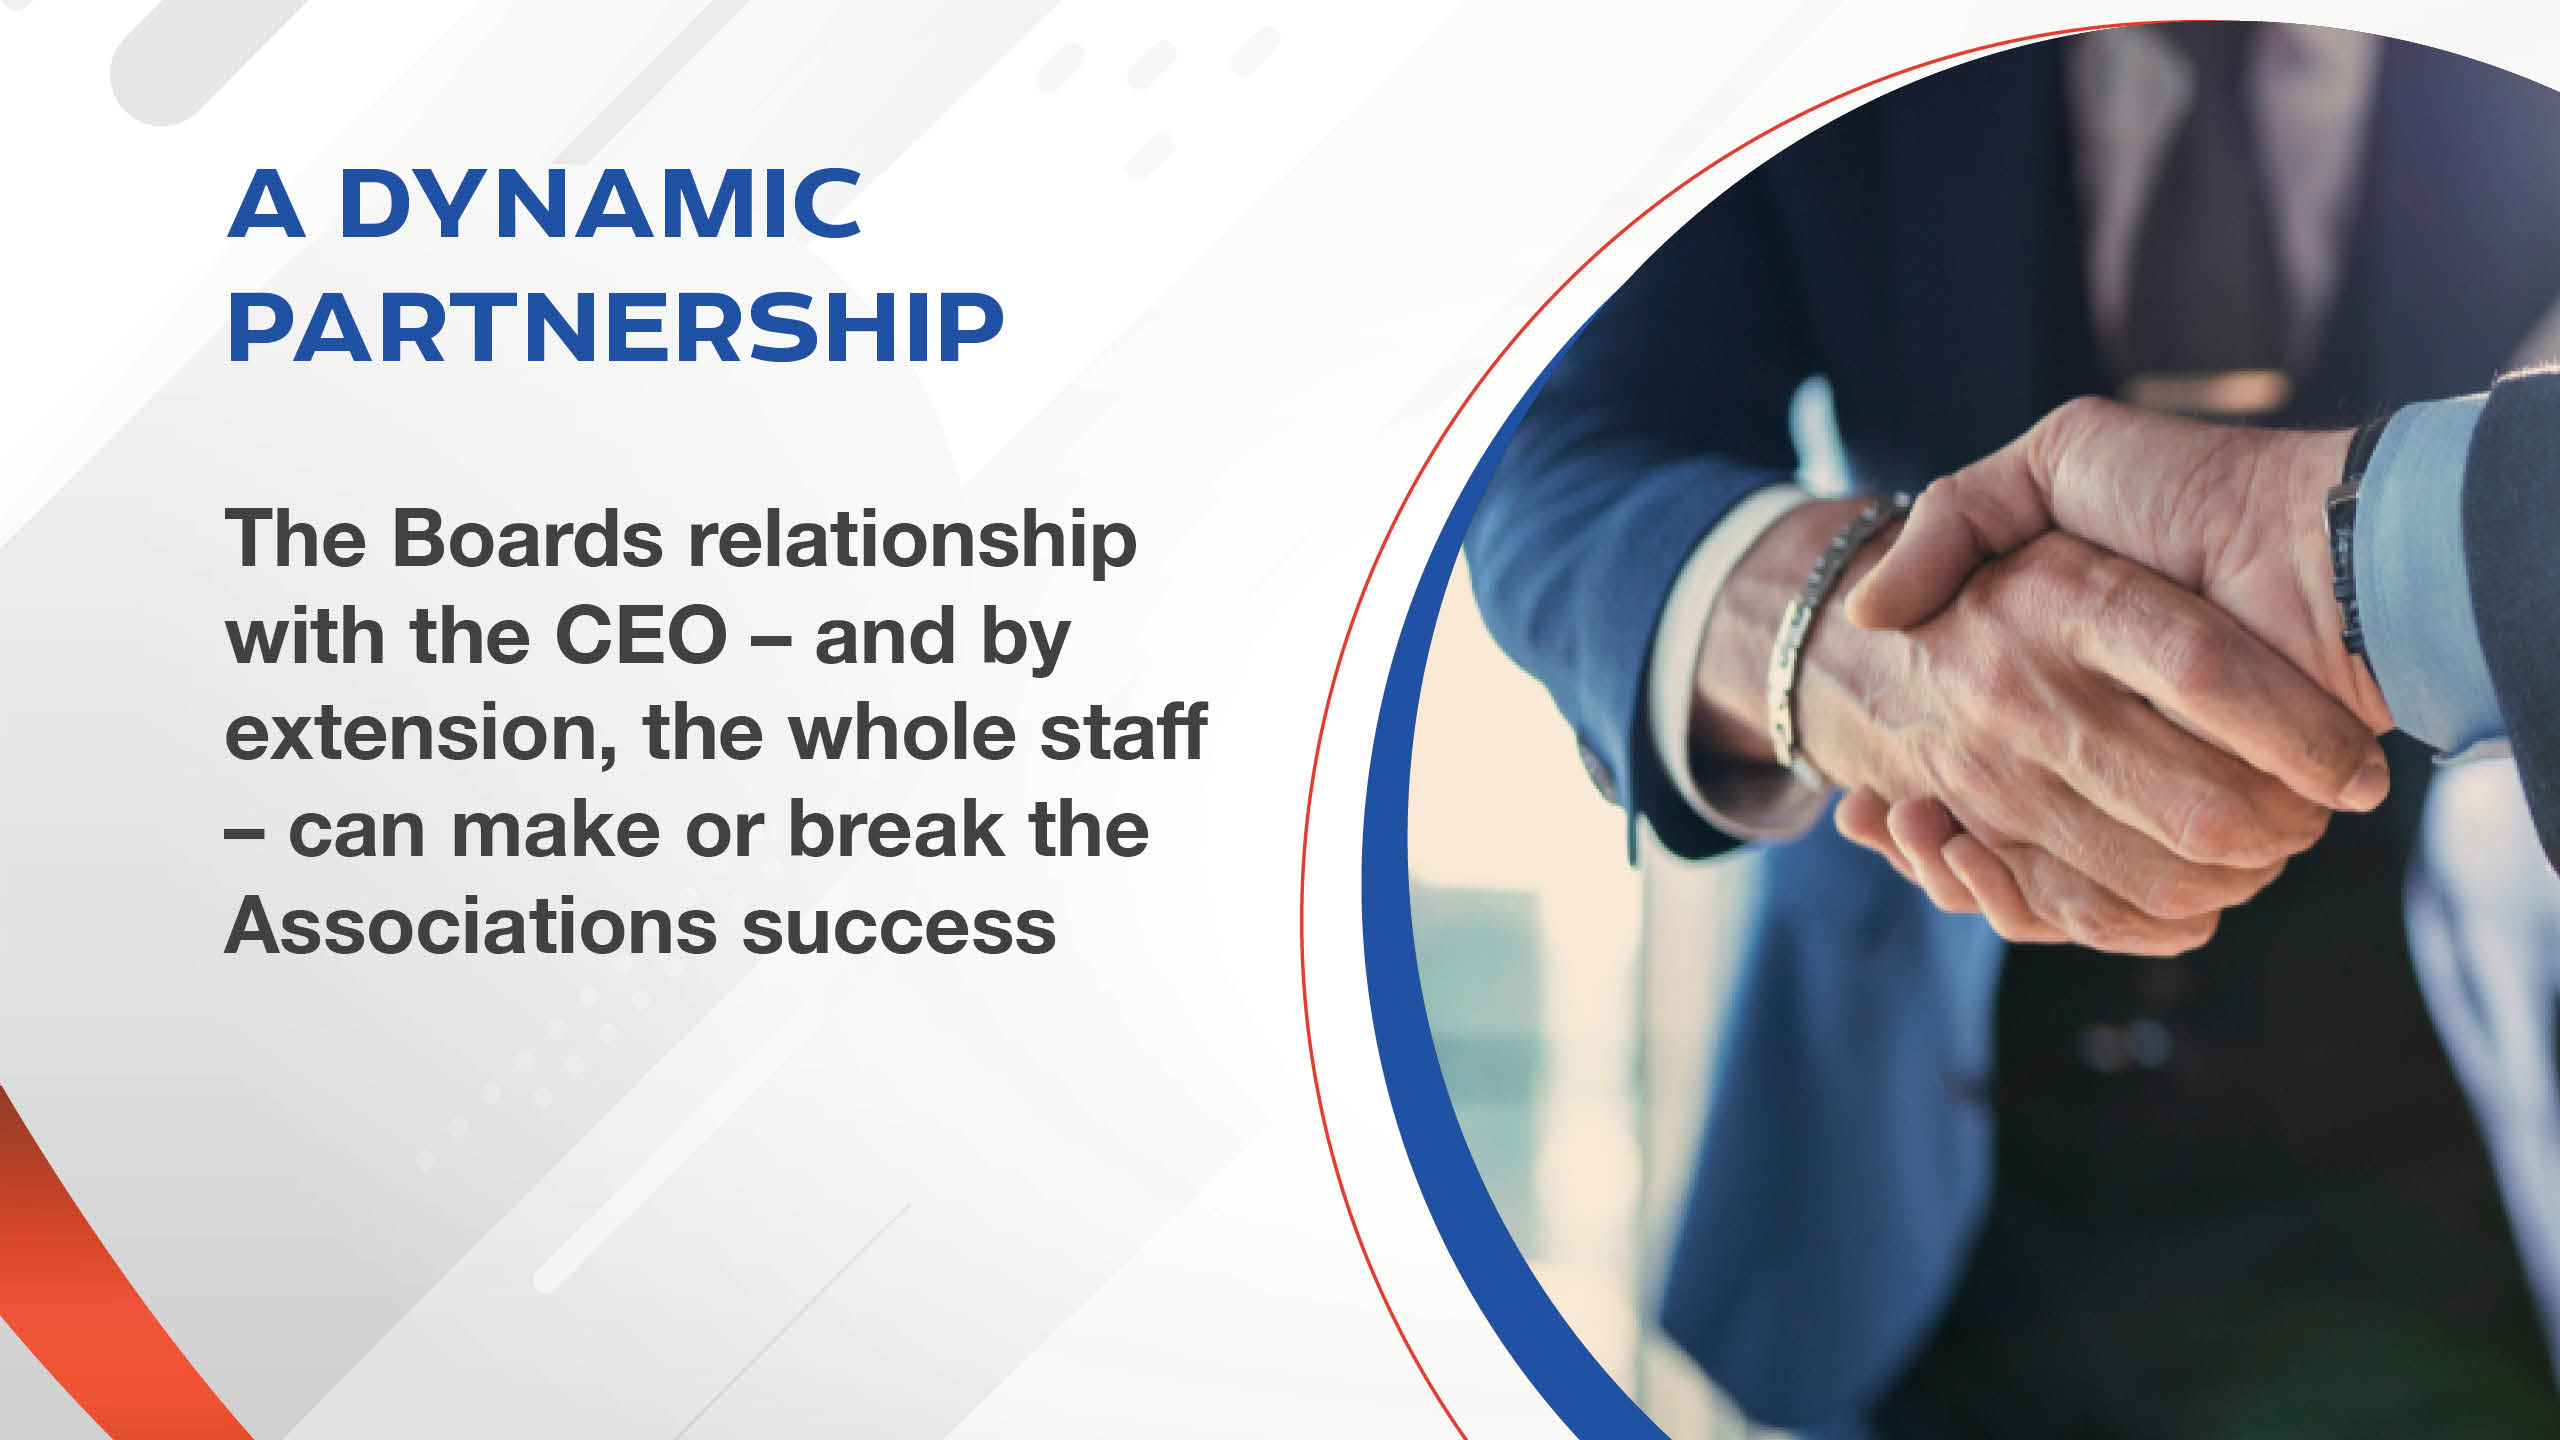 A DYNAMIC
PARTNERSHIP
The Boards relationship
with the CEO – and by
extension, the whole staff
– can make or break the
Associations success